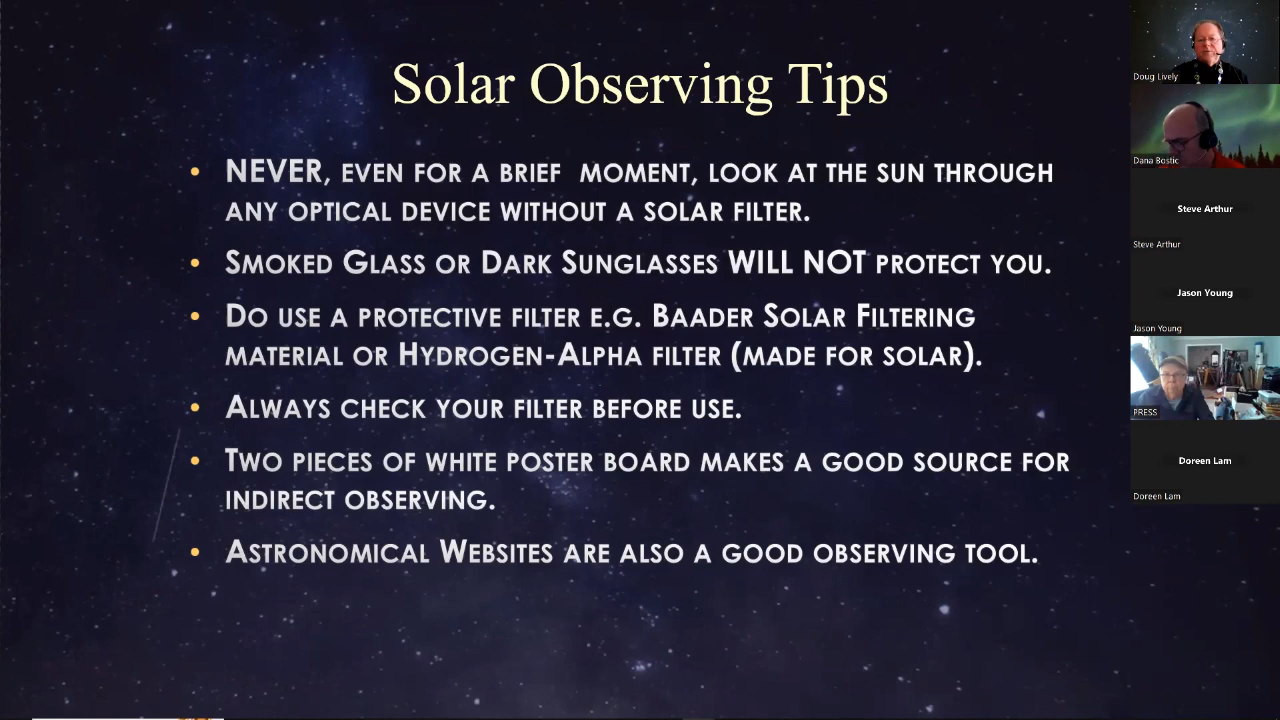 Solar Observing Tips
• NEVER, EVEN FOR A BRIEF MOMENT, LOOK AT THE SUN THROUGH
ANY OPTICAL DEVICE WITHOUT A SOLAR FILTER.
• SMOKED GLASS OR DARK SUNGLASSES WILL NOT PROTECT YOU.
• DO USE A PROTECTIVE FILTER E.G. BAADER SOLAR FILTERING
MATERIAL OR HYDROGEN-ALPHA FILTER (MADE FOR SOLAR).
• ALWAYS CHECK YOUR FILTER BEFORE USE.
• TWO PIECES OF WHITE POSTER BOARD MAKES A GOOD SOURCE FOR
INDIRECT OBSERVING.
• ASTRONOMICAL WEBSITES ARE ALSO A GOOD OBSERVING TOOL.
Doug Lively
Dana Bostic
Steve Arthur
Steve Arthur
Jason Young
Jason Young
PRESS
Doreen Lam
Doreen Lam